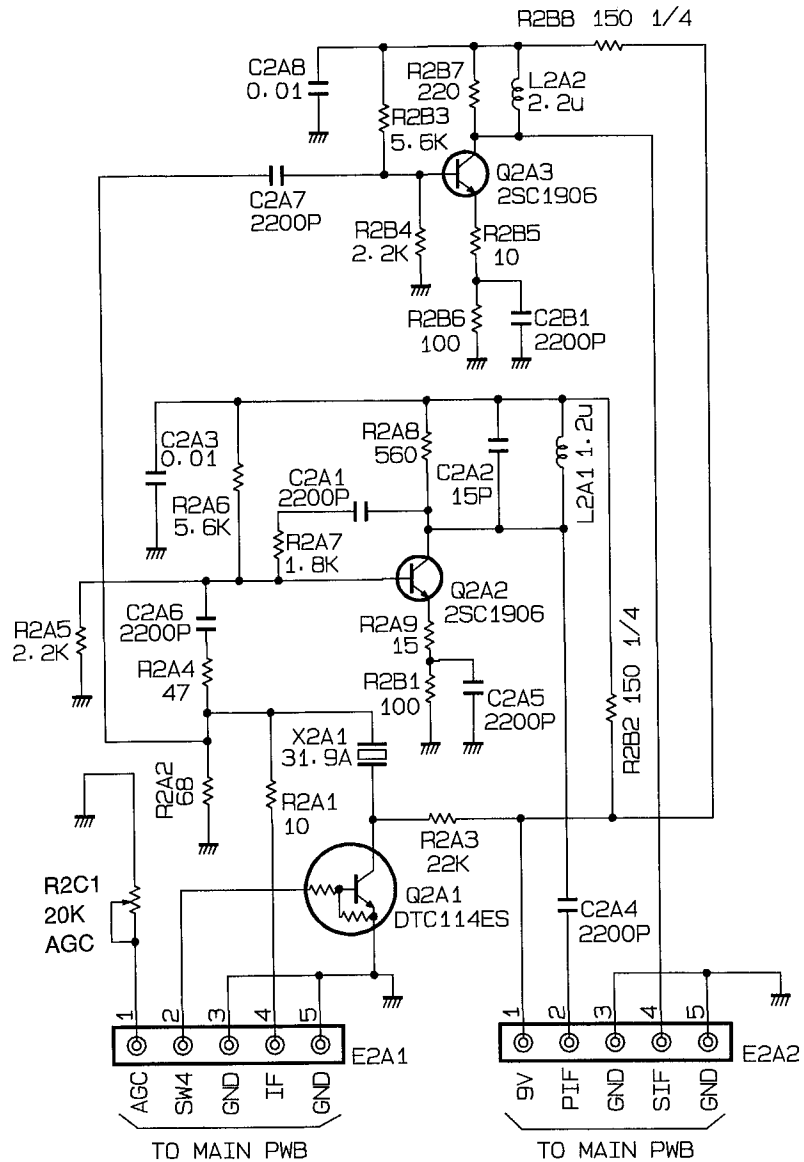 R2B8 150 1/4
C2A8
0.01
R2B7
220
L2A2
2.2u
R2B3
5.6K
C2A7
2200P
Q2A3
2SC1906
R2B4
2.2K
R2B5
10
R2B6
100
C2B1
2200P
C2A3
0.01
R2A8
560
C2A2
15P
L2A1 1.2u
C2A1
2200P
R2A6
5.6K
R2A7
1.8K
Q2A2
2SC1906
C2A6
2200P
R2A5
2.2K
R2A9
15
R2A4
47
R2B1
100
C2A5
2200P
R2B2 150 1/4
X2A1
31.9A
R2A2
68
R2A1
10
R2A3
22K
R2C1
20K
AGC
Q2A1
DTC114ES
C2A4
2200P
1 2 3 4 5
E2A1
AGC SW4 GND IF GND
TO MAIN PWB
1 2 3 4 5
E2A2
9V PIF GND SIF GND
TO MAIN PWB